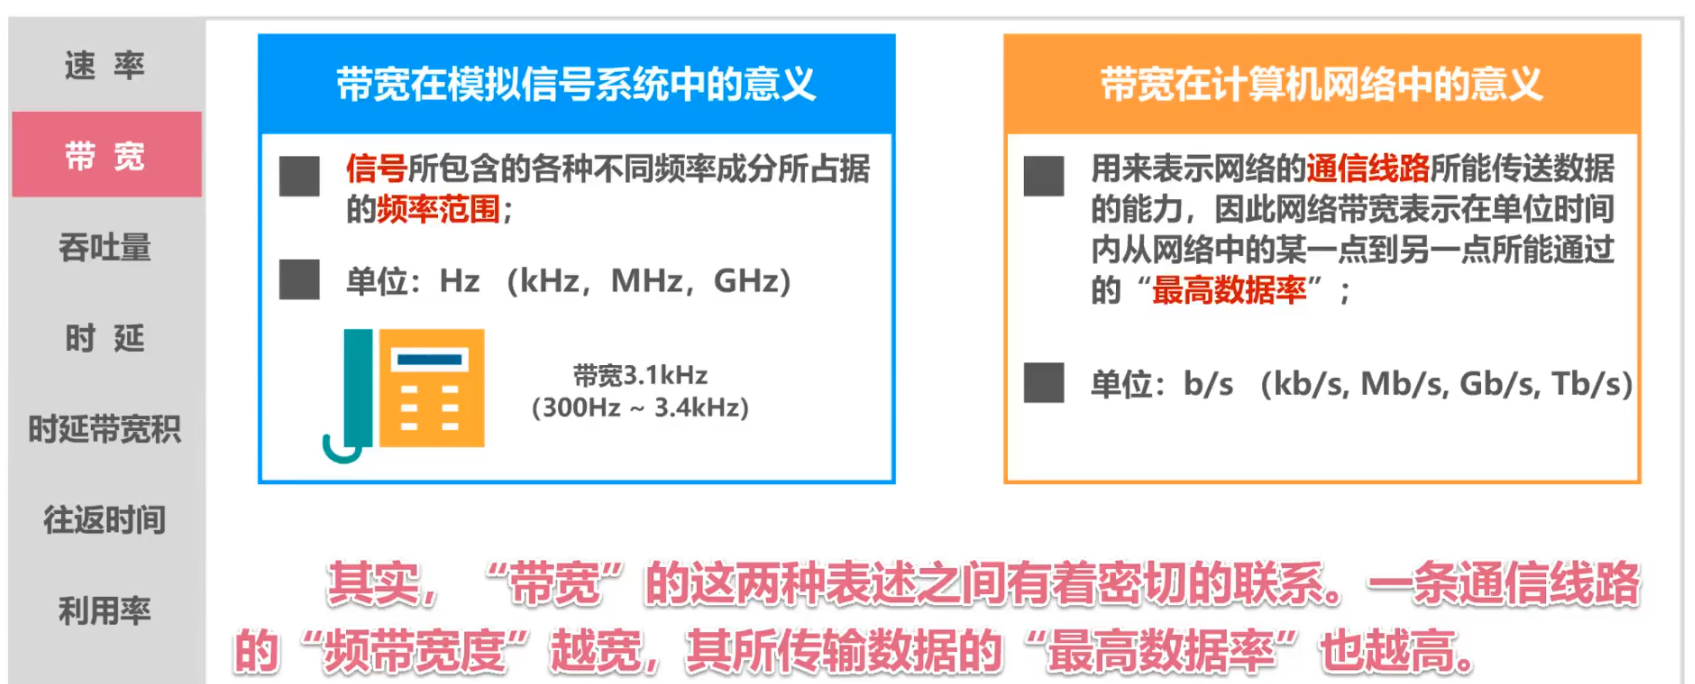 速 率
带 宽
吞吐量
时 延
时延带宽积
往返时间
利用率
带宽在模拟信号系统中的意义
信号所包含的各种不同频率成分所占据
的频率范围；
单位：Hz （kHz，MHz，GHz）
带宽3.1kHz
（300Hz ~ 3.4kHz）
带宽在计算机网络中的意义
用来表示网络的通信线路所能传送数据
的能力，因此网络带宽表示在单位时间
内从网络中的某一点到另一点所能通过
的“最高数据率”；
单位：b/s （kb/s, Mb/s, Gb/s, Tb/s）
其实，“带宽”的这两种表述之间有着密切的联系。一条通信线路
的“频带宽度”越宽，其所传输数据的“最高数据率”也越高。